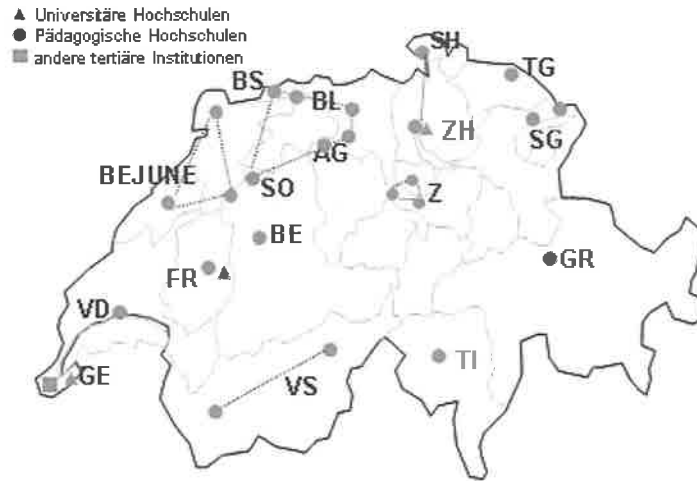 Universitäre Hochschulen
Pädagogische Hochschulen
andere tertiäre Institutionen
SH
TG
BS
BL
ZH
SG
AG
BEJUNE
SO
Z
BE
GR
FR
VD
TI
GE
VS